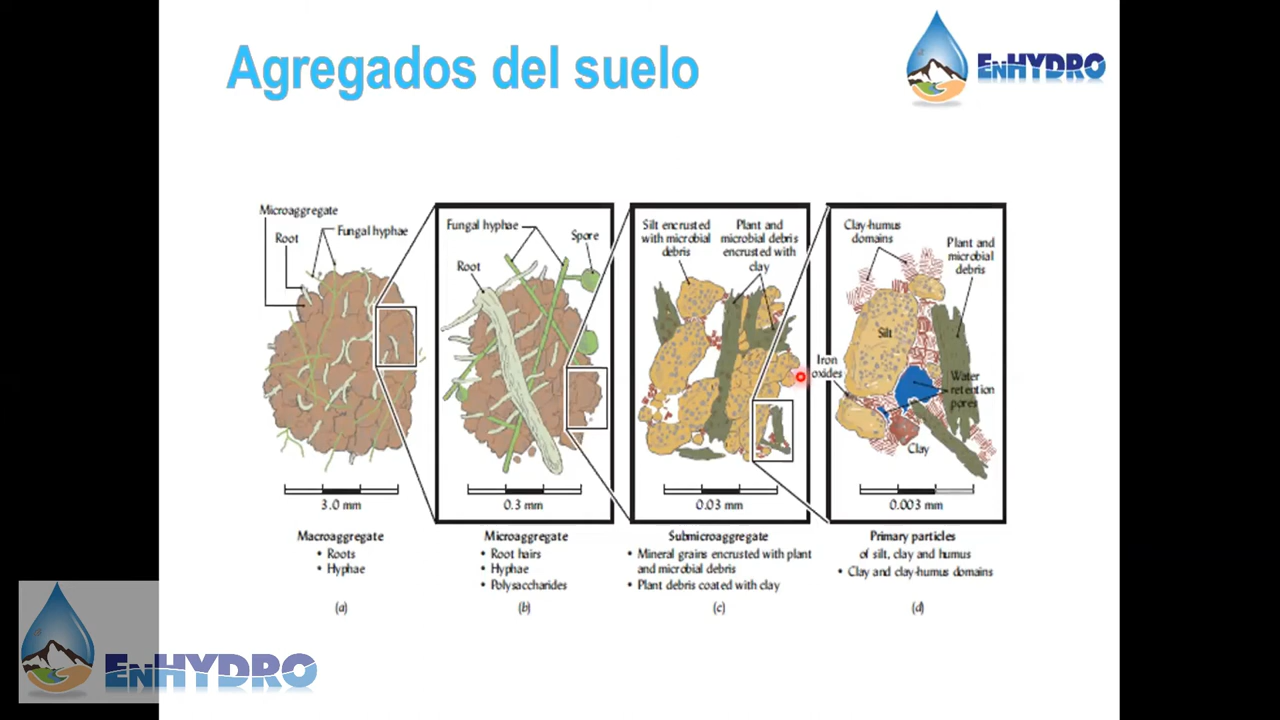 Agregados del suelo
EnHYDRO
Microaggregate
Root
Fungal hyphae
Fungal hyphae
Spore
Root
Silt encrusted
with microbial
debris
Plant and
microbial debris
encrusted with
clay
Clay-humus
domains
Plant and
microbial
debris
Silt
Iron
oxides
Water
retention
pores
Clay
3.0 mm
0.3 mm
0.03 mm
0.003 mm
Macroaggregate
• Roots
• Hyphae
(a)
Microaggregate
• Root hairs
• Hyphae
• Polysaccharides
(b)
Submicroaggregate
• Mineral grains encrusted with plant
and microbial debris
• Plant debris coated with clay
(c)
Primary particles
of silt, clay and humus
• Clay and clay-humus domains
(d)
EnHYDRO